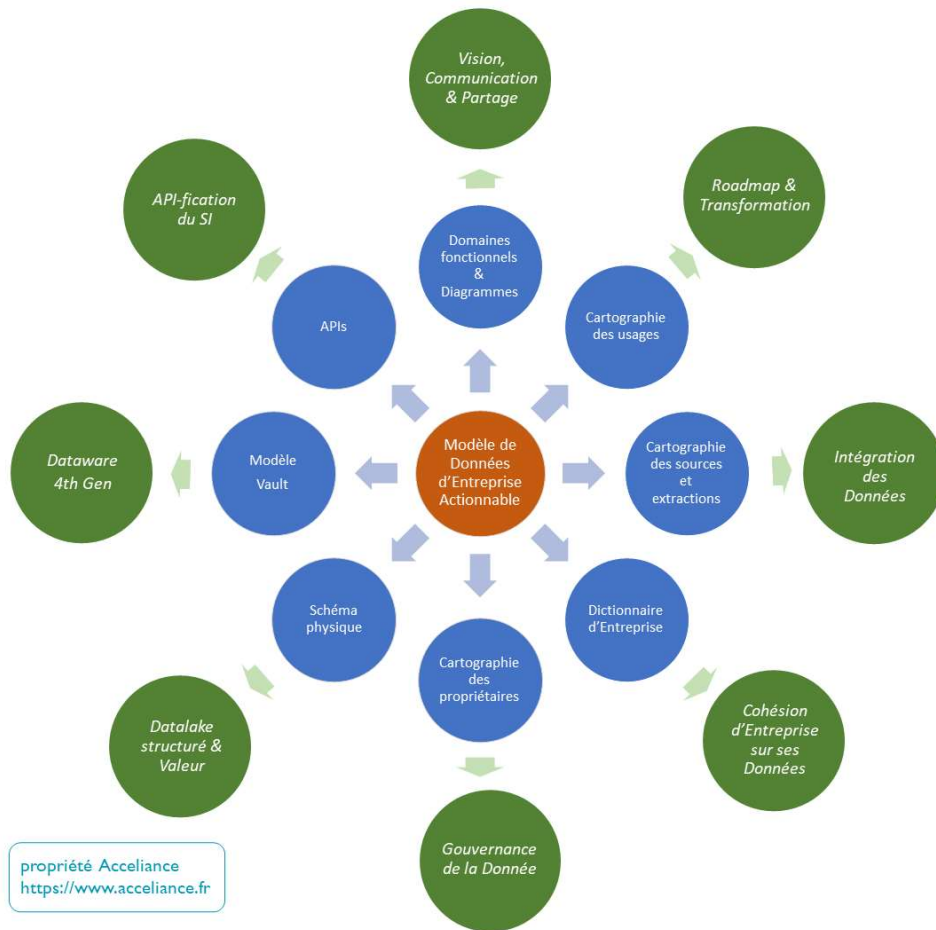 Vision,
Communication
& Partage
API-fication
du SI
Roadmap &
Transformation
Domaines
fonctionnels
&
Diagrammes
APIs
Cartographie
des usages
Dataware
4th Gen
Modèle
Vault
Modèle de
Données
d'Entreprise
Actionnable
Cartographie
des sources
et
extractions
Intégration
des
Données
Schéma
physique
Dictionnaire
d'Entreprise
Cartographie
des
propriétaires
Datalake
structuré &
Valeur
Cohésion
d'Entreprise
sur ses
Données
Gouvernance
de la Donnée
propriété Acceliance
https://www.acceliance.fr